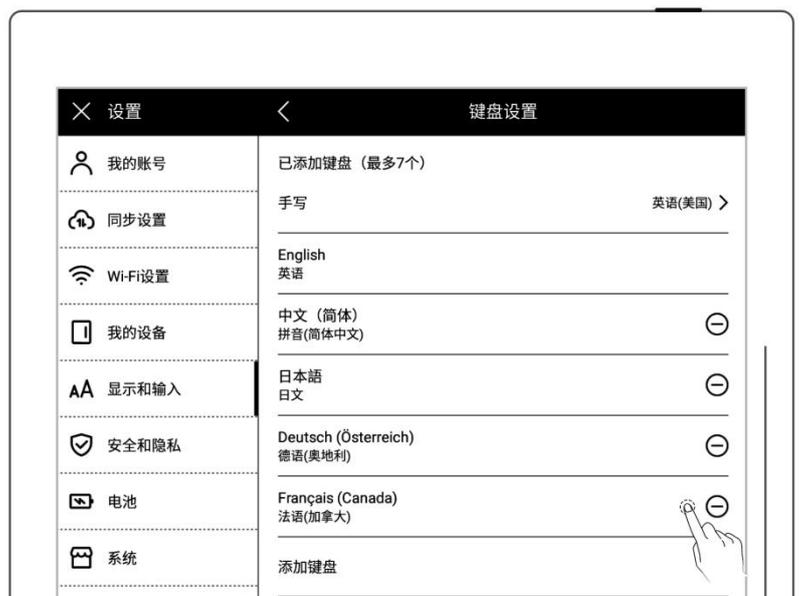 设置
键盘设置
我的账号
同步设置
Wi-Fi设置
我的设备
AA 显示和输入
安全和隐私
电池
系统
已添加键盘（最多7个）
手写 英语(美国)
English
英语
中文（简体）
拼音(简体中文)
日本語
日文
Deutsch (Österreich)
德语(奥地利)
Français (Canada)
法语(加拿大)
添加键盘